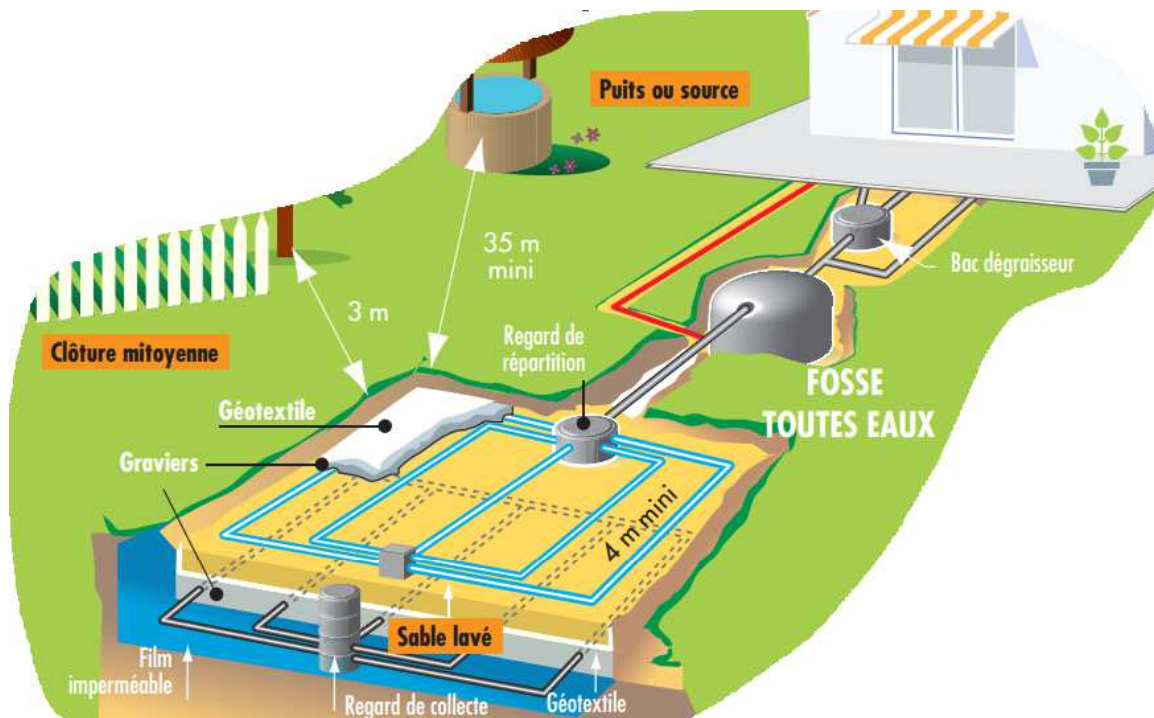 Puits ou source
35 m
mini
Bac dégraisseur
3 m
Clôture mitoyenne
Regard de
répartition
FOSSE
TOUTES EAUX
Géotextile
Graviers
4 m mini
Sable lavé
Film
imperméable
Regard de collecte
Géotextile